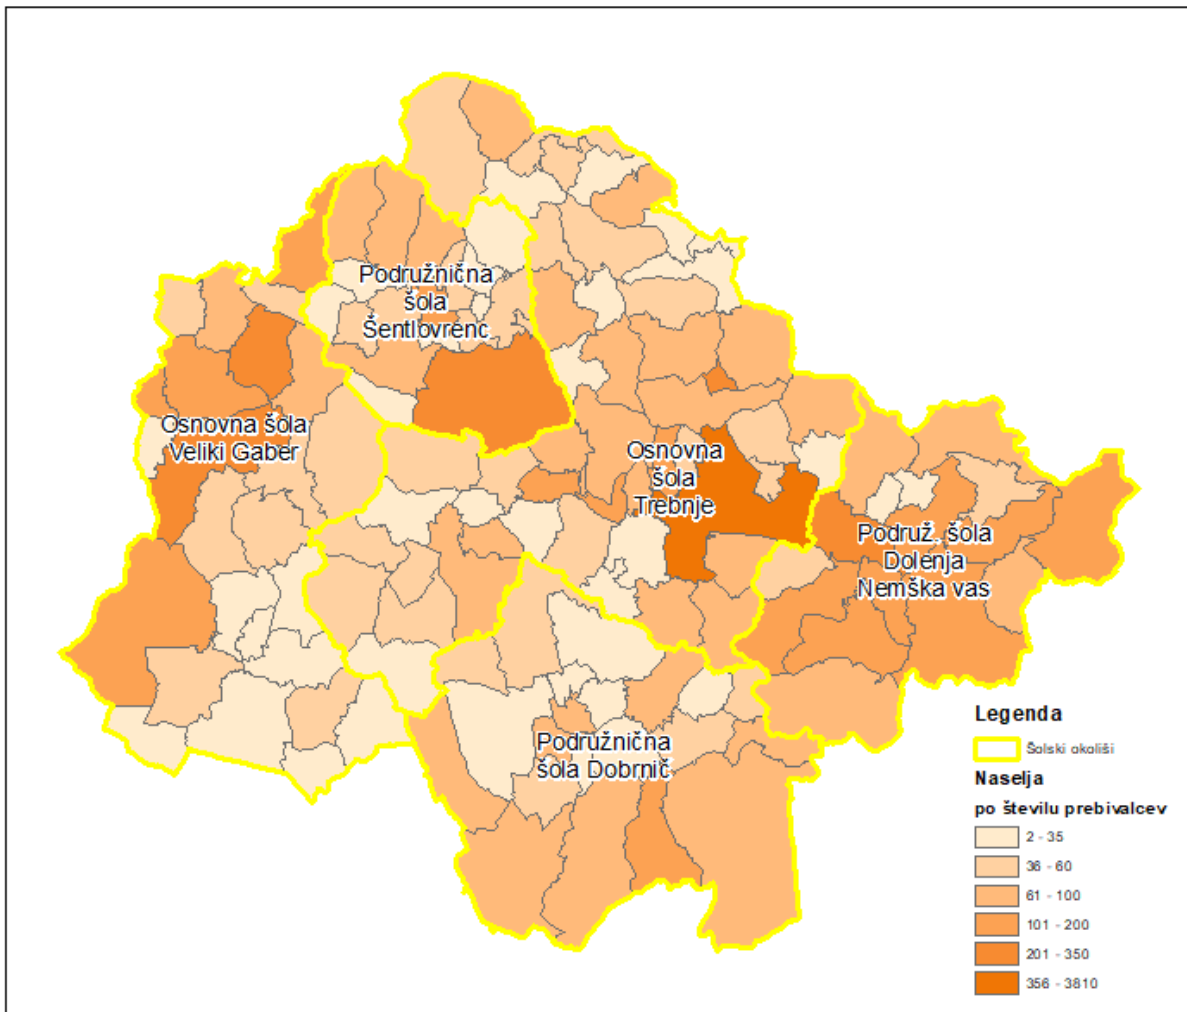 Podružnična
šola
Šentlovrenc
Osnovna šola
Veliki Gaber
Osnovna
šola
Trebnje
Podruž. šola
Dolenja
Nemška vas
Podružnična
šola Dobrnič
Legenda
Šolski okoliši
Naselja
po številu prebivalcev
2 - 35
36 - 60
61 - 100
101 - 200
201 - 350
356 - 3810